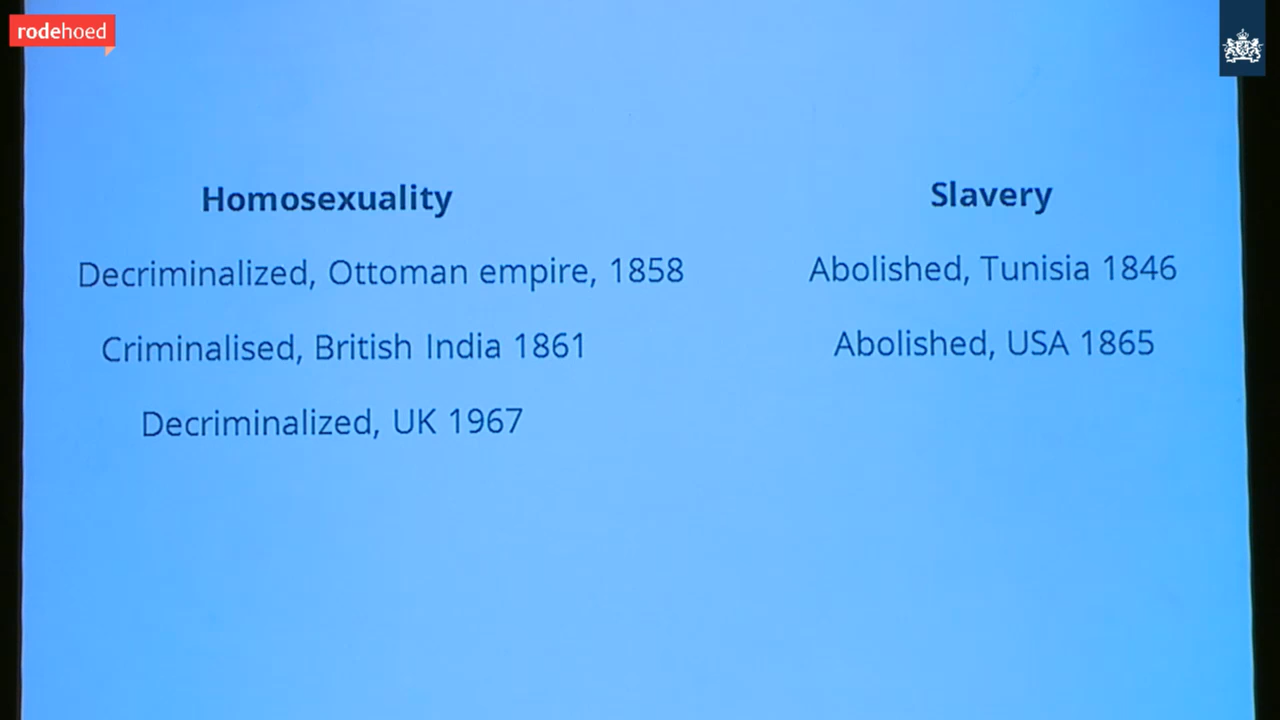 rodehoed
Homosexuality
Decriminalized, Ottoman empire, 1858
Criminalised, British India 1861
Decriminalized, UK 1967
Slavery
Abolished, Tunisia 1846
Abolished, USA 1865